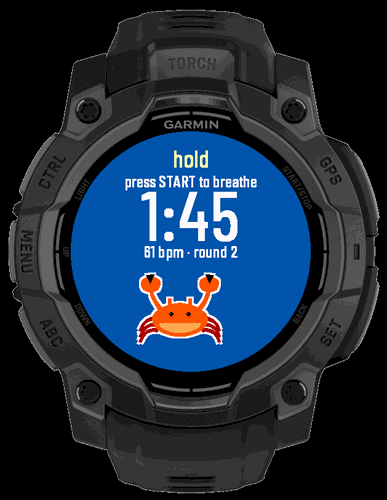 TORCH
GARMIN
CTRL
LIGHT
START/STOP
GPS
hold
press START to breathe
1:45
61 bpm · round 2
MENU
UP
ABC
DOWN
BACK
SET